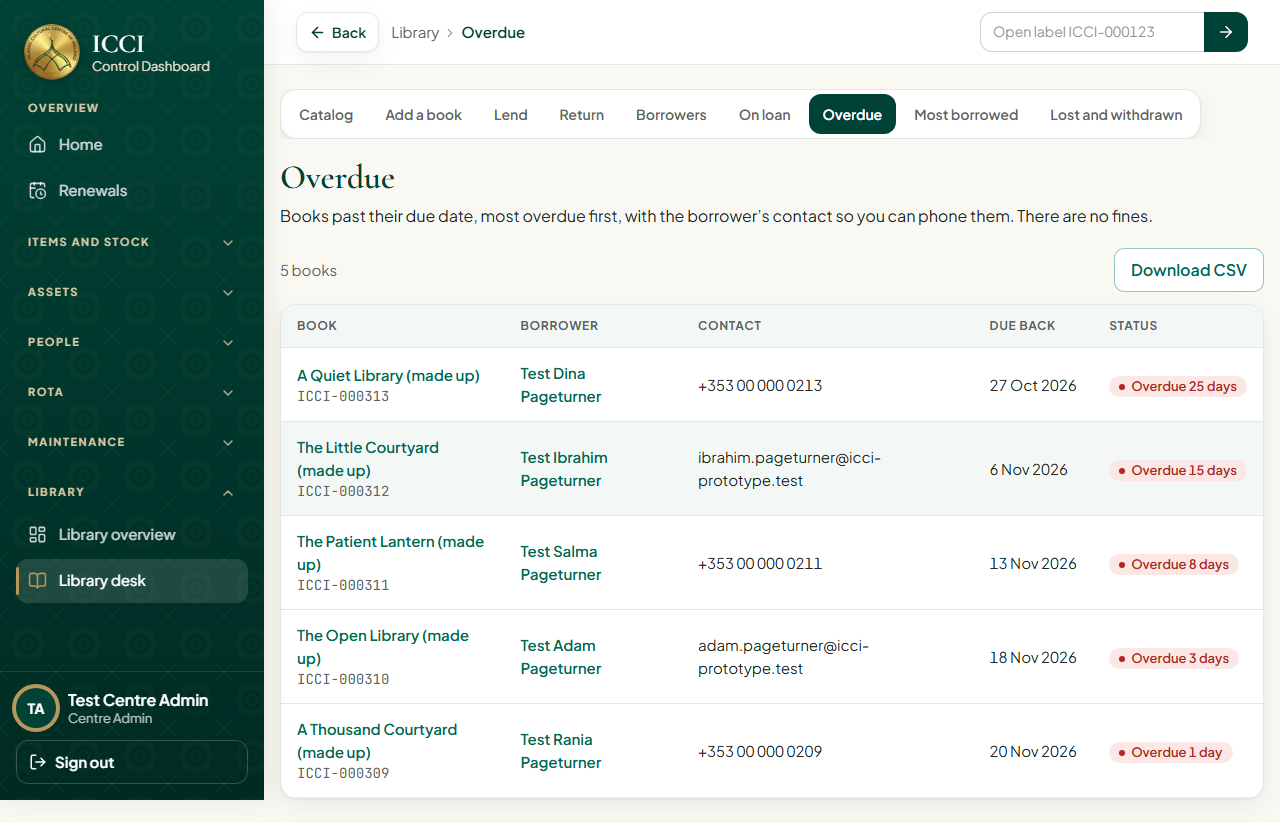 ICCI
Control Dashboard
OVERVIEW
Home
Renewals
ITEMS AND STOCK
ASSETS
PEOPLE
ROTA
MAINTENANCE
LIBRARY
Library overview
Library desk
TA
Test Centre Admin
Centre Admin
Sign out
Back
Library > Overdue
Open label ICCI-000123
Catalog Add a book Lend Return Borrowers On loan Overdue Most borrowed Lost and withdrawn
Overdue
Books past their due date, most overdue first, with the borrower’s contact so you can phone them. There are no fines.
5 books
Download CSV
BOOK BORROWER CONTACT DUE BACK STATUS
A Quiet Library (made up)
ICCI-000313
Test Dina
Pageturner
+353 00 000 0213
27 Oct 2026
Overdue 25 days
The Little Courtyard
(made up)
ICCI-000312
Test Ibrahim
Pageturner
ibrahim.pageturner@icci-
prototype.test
6 Nov 2026
Overdue 15 days
The Patient Lantern (made
up)
ICCI-000311
Test Salma
Pageturner
+353 00 000 0211
13 Nov 2026
Overdue 8 days
The Open Library (made
up)
ICCI-000310
Test Adam
Pageturner
adam.pageturner@icci-
prototype.test
18 Nov 2026
Overdue 3 days
A Thousand Courtyard
(made up)
ICCI-000309
Test Rania
Pageturner
+353 00 000 0209
20 Nov 2026
Overdue 1 day